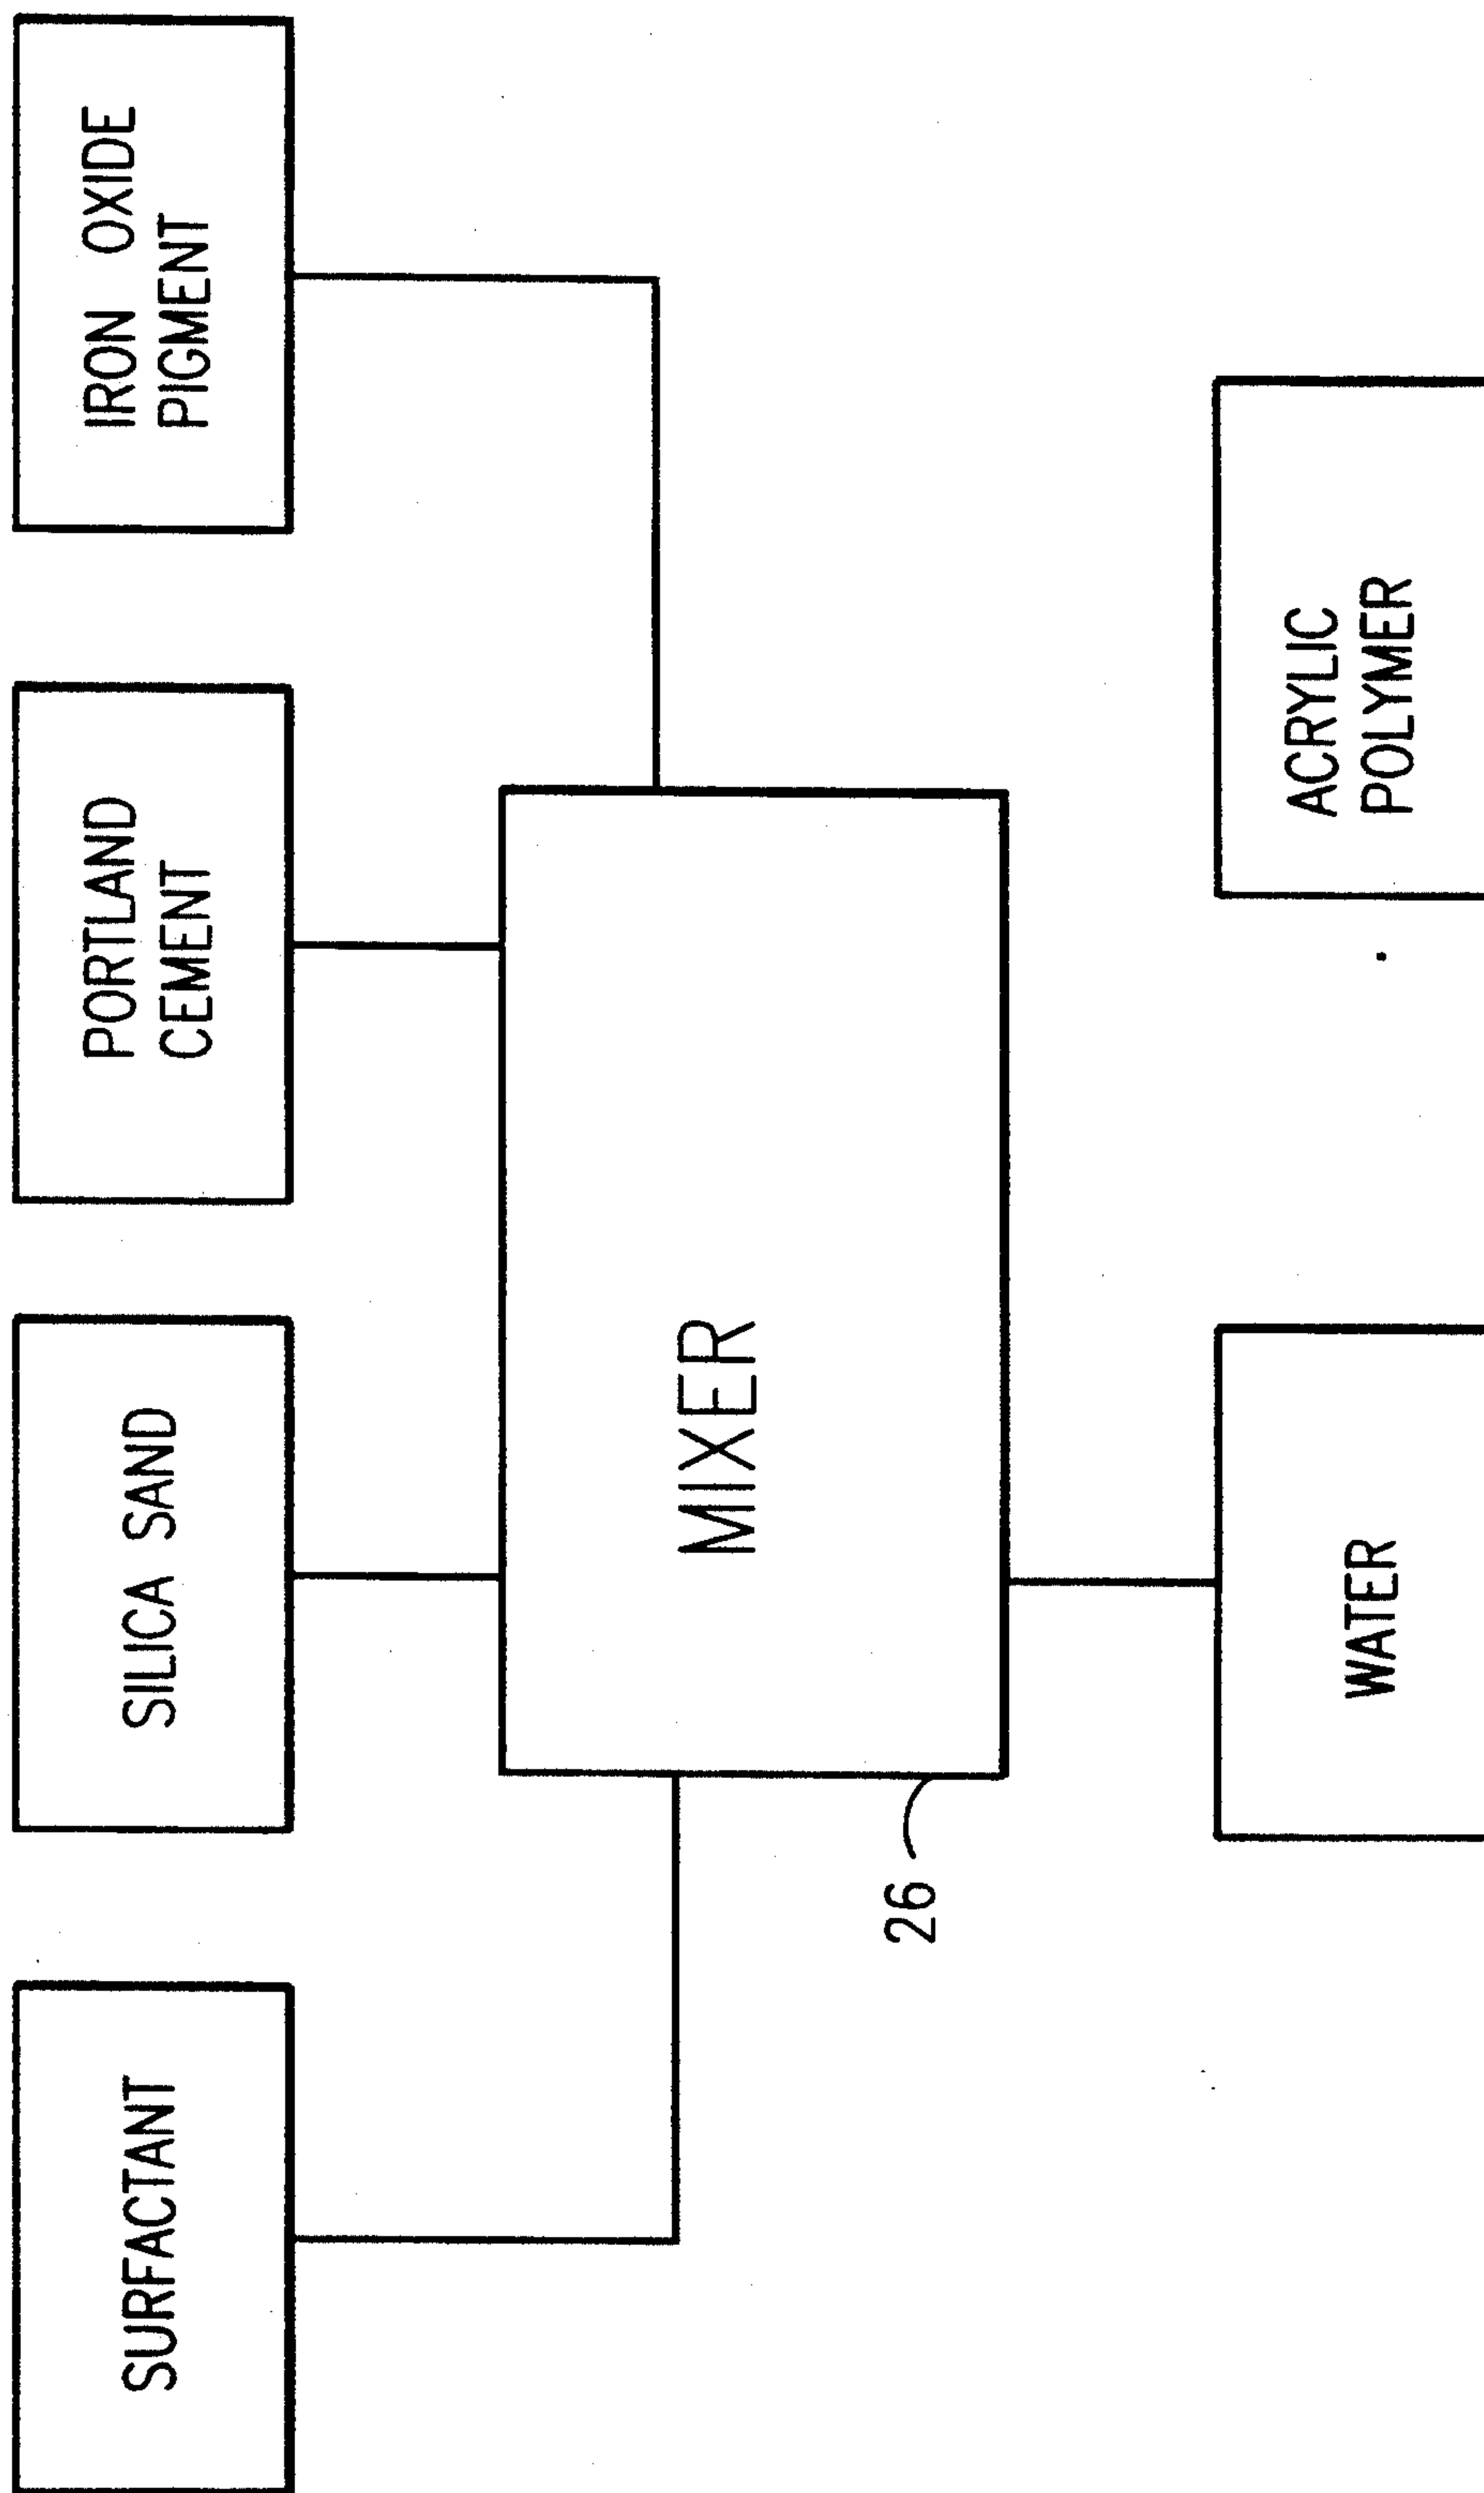 SURFACTANT
SILICA SAND
PORTLAND
CEMENT
IRON OXIDE
PIGMENT
MIXER
26
WATER
ACRYLIC
POLYMER